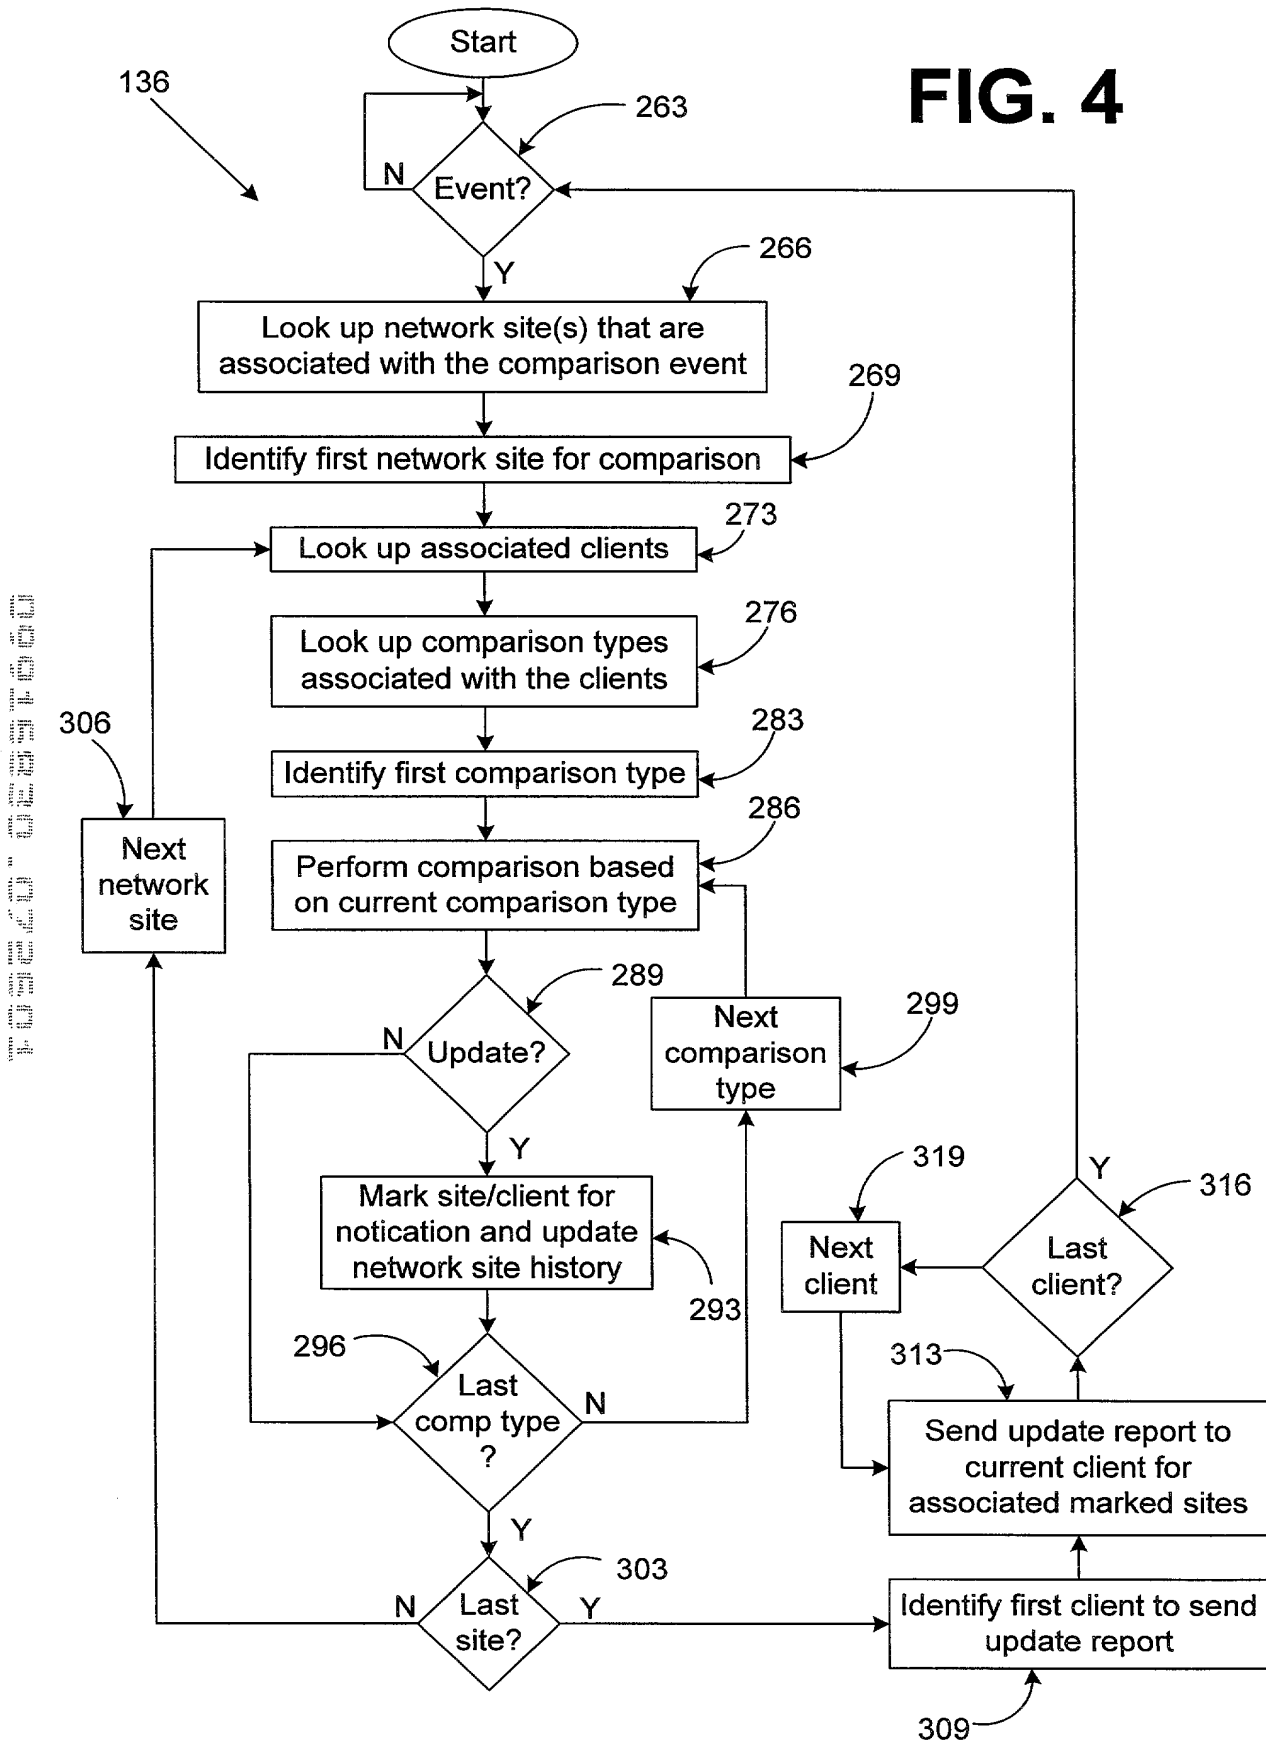 Start
FIG. 4
136
263
N
Event?
Y
266
Look up network site(s) that are
associated with the comparison event
269
Identify first network site for comparison
273
Look up associated clients
276
Look up comparison types
associated with the clients
306
283
Identify first comparison type
286
Next
network
site
Perform comparison based
on current comparison type
289
N
Update?
Next
comparison
type
299
Y
Mark site/client for
notication and update
network site history
293
319
Y
316
Next
client
Last
client?
296
Last
comp type
?
N
313
Send update report to
current client for
associated marked sites
Y
303
N
Last
site?
Y
Identify first client to send
update report
309